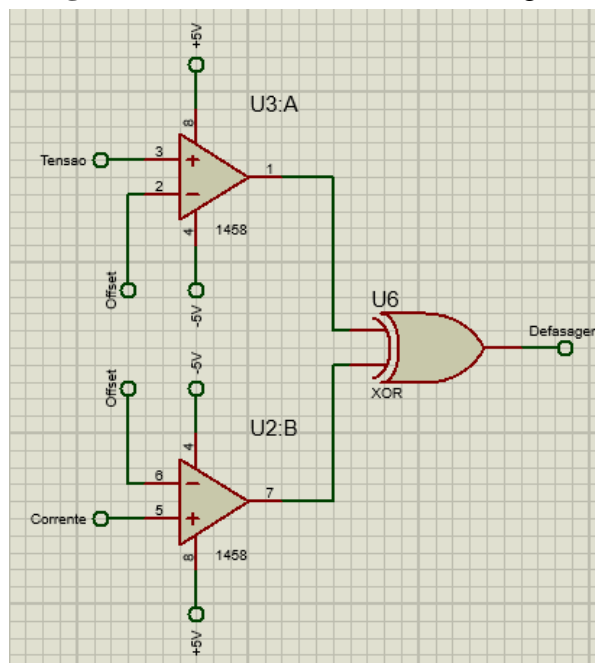 +5V
U3:A
8
Tensao
3
1
2
4
1458
Offset
-5V
U6
Defasagem
XOR
Offset
-5V
U2:B
4
6
7
Corrente
5
8
1458
+5V